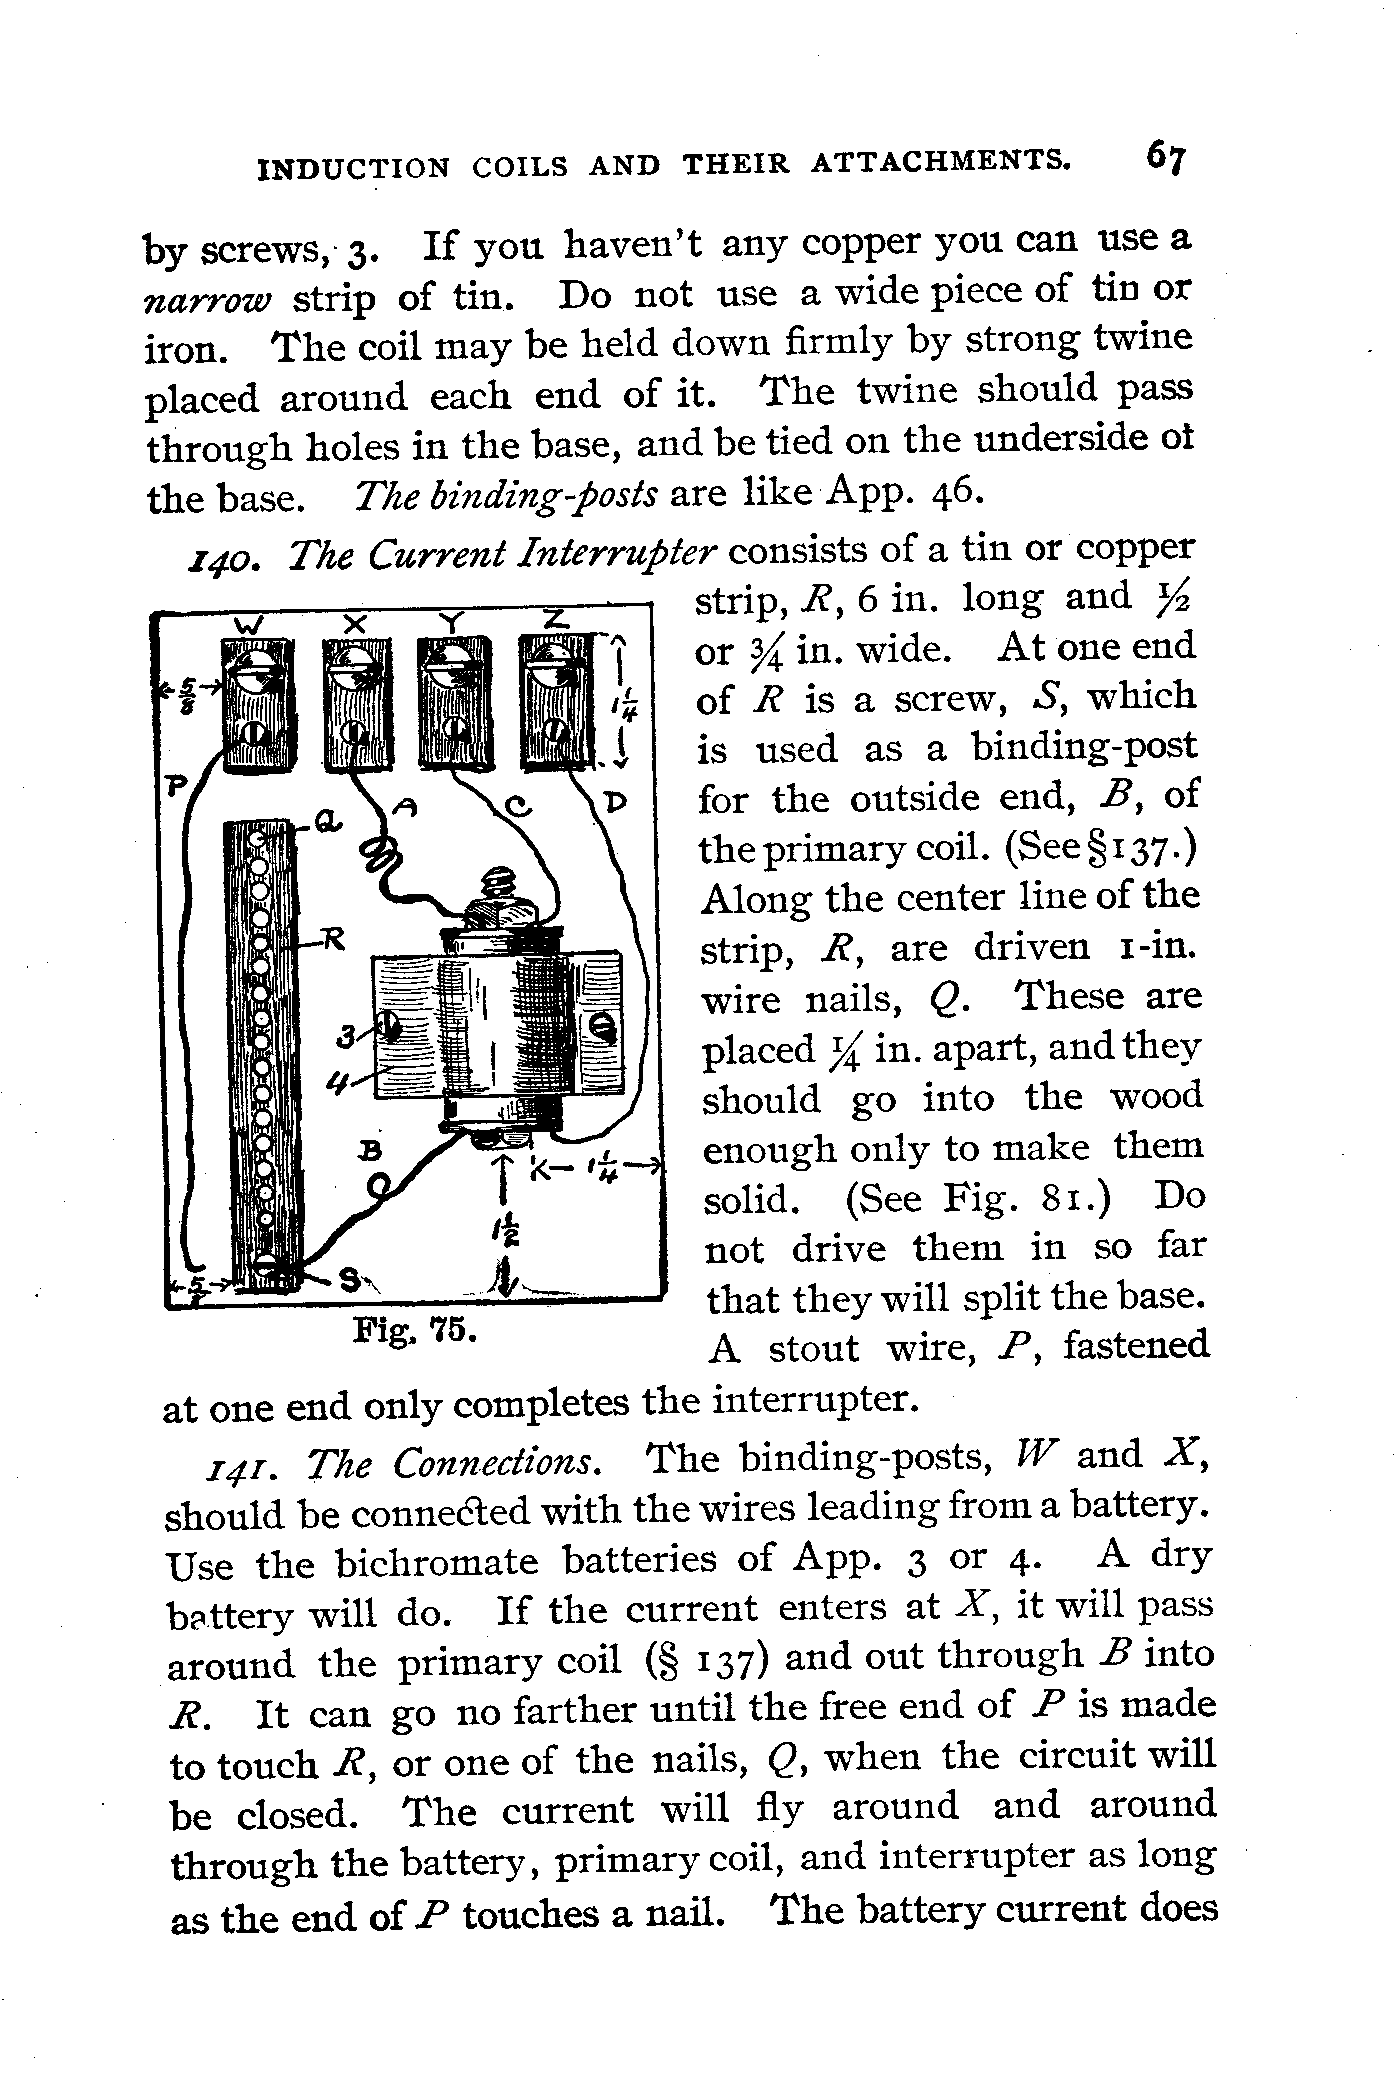 INDUCTION COILS AND THEIR ATTACHMENTS. 67
by screws, 3. If you haven't any copper you can use a
narrow strip of tin. Do not use a wide piece of tin or
iron. The coil may be held down firmly by strong twine
placed around each end of it. The twine should pass
through holes in the base, and be tied on the underside of
the base. The binding-posts are like App. 46.
140. The Current Interrupter consists of a tin or copper
strip, R, 6 in. long and ½
or ¾ in. wide. At one end
of R is a screw, S, which
is used as a binding-post
for the outside end, B, of
the primary coil. (See § 137.)
Along the center line of the
strip, R, are driven 1-in.
wire nails, Q. These are
placed ¼ in. apart, and they
should go into the wood
enough only to make them
solid. (See Fig. 81.) Do
not drive them in so far
that they will split the base.
A stout wire, P, fastened
W X Y Z
5/8
1 1/4
P
A C D
Q
R
3
4
B
1 1/4
1 1/2
5/8
S
Fig. 75.
at one end only completes the interrupter.
141. The Connections. The binding-posts, W and X,
should be connected with the wires leading from a battery.
Use the bichromate batteries of App. 3 or 4. A dry
battery will do. If the current enters at X, it will pass
around the primary coil (§ 137) and out through B into
R. It can go no farther until the free end of P is made
to touch R, or one of the nails, Q, when the circuit will
be closed. The current will fly around and around
through the battery, primary coil, and interrupter as long
as the end of P touches a nail. The battery current does